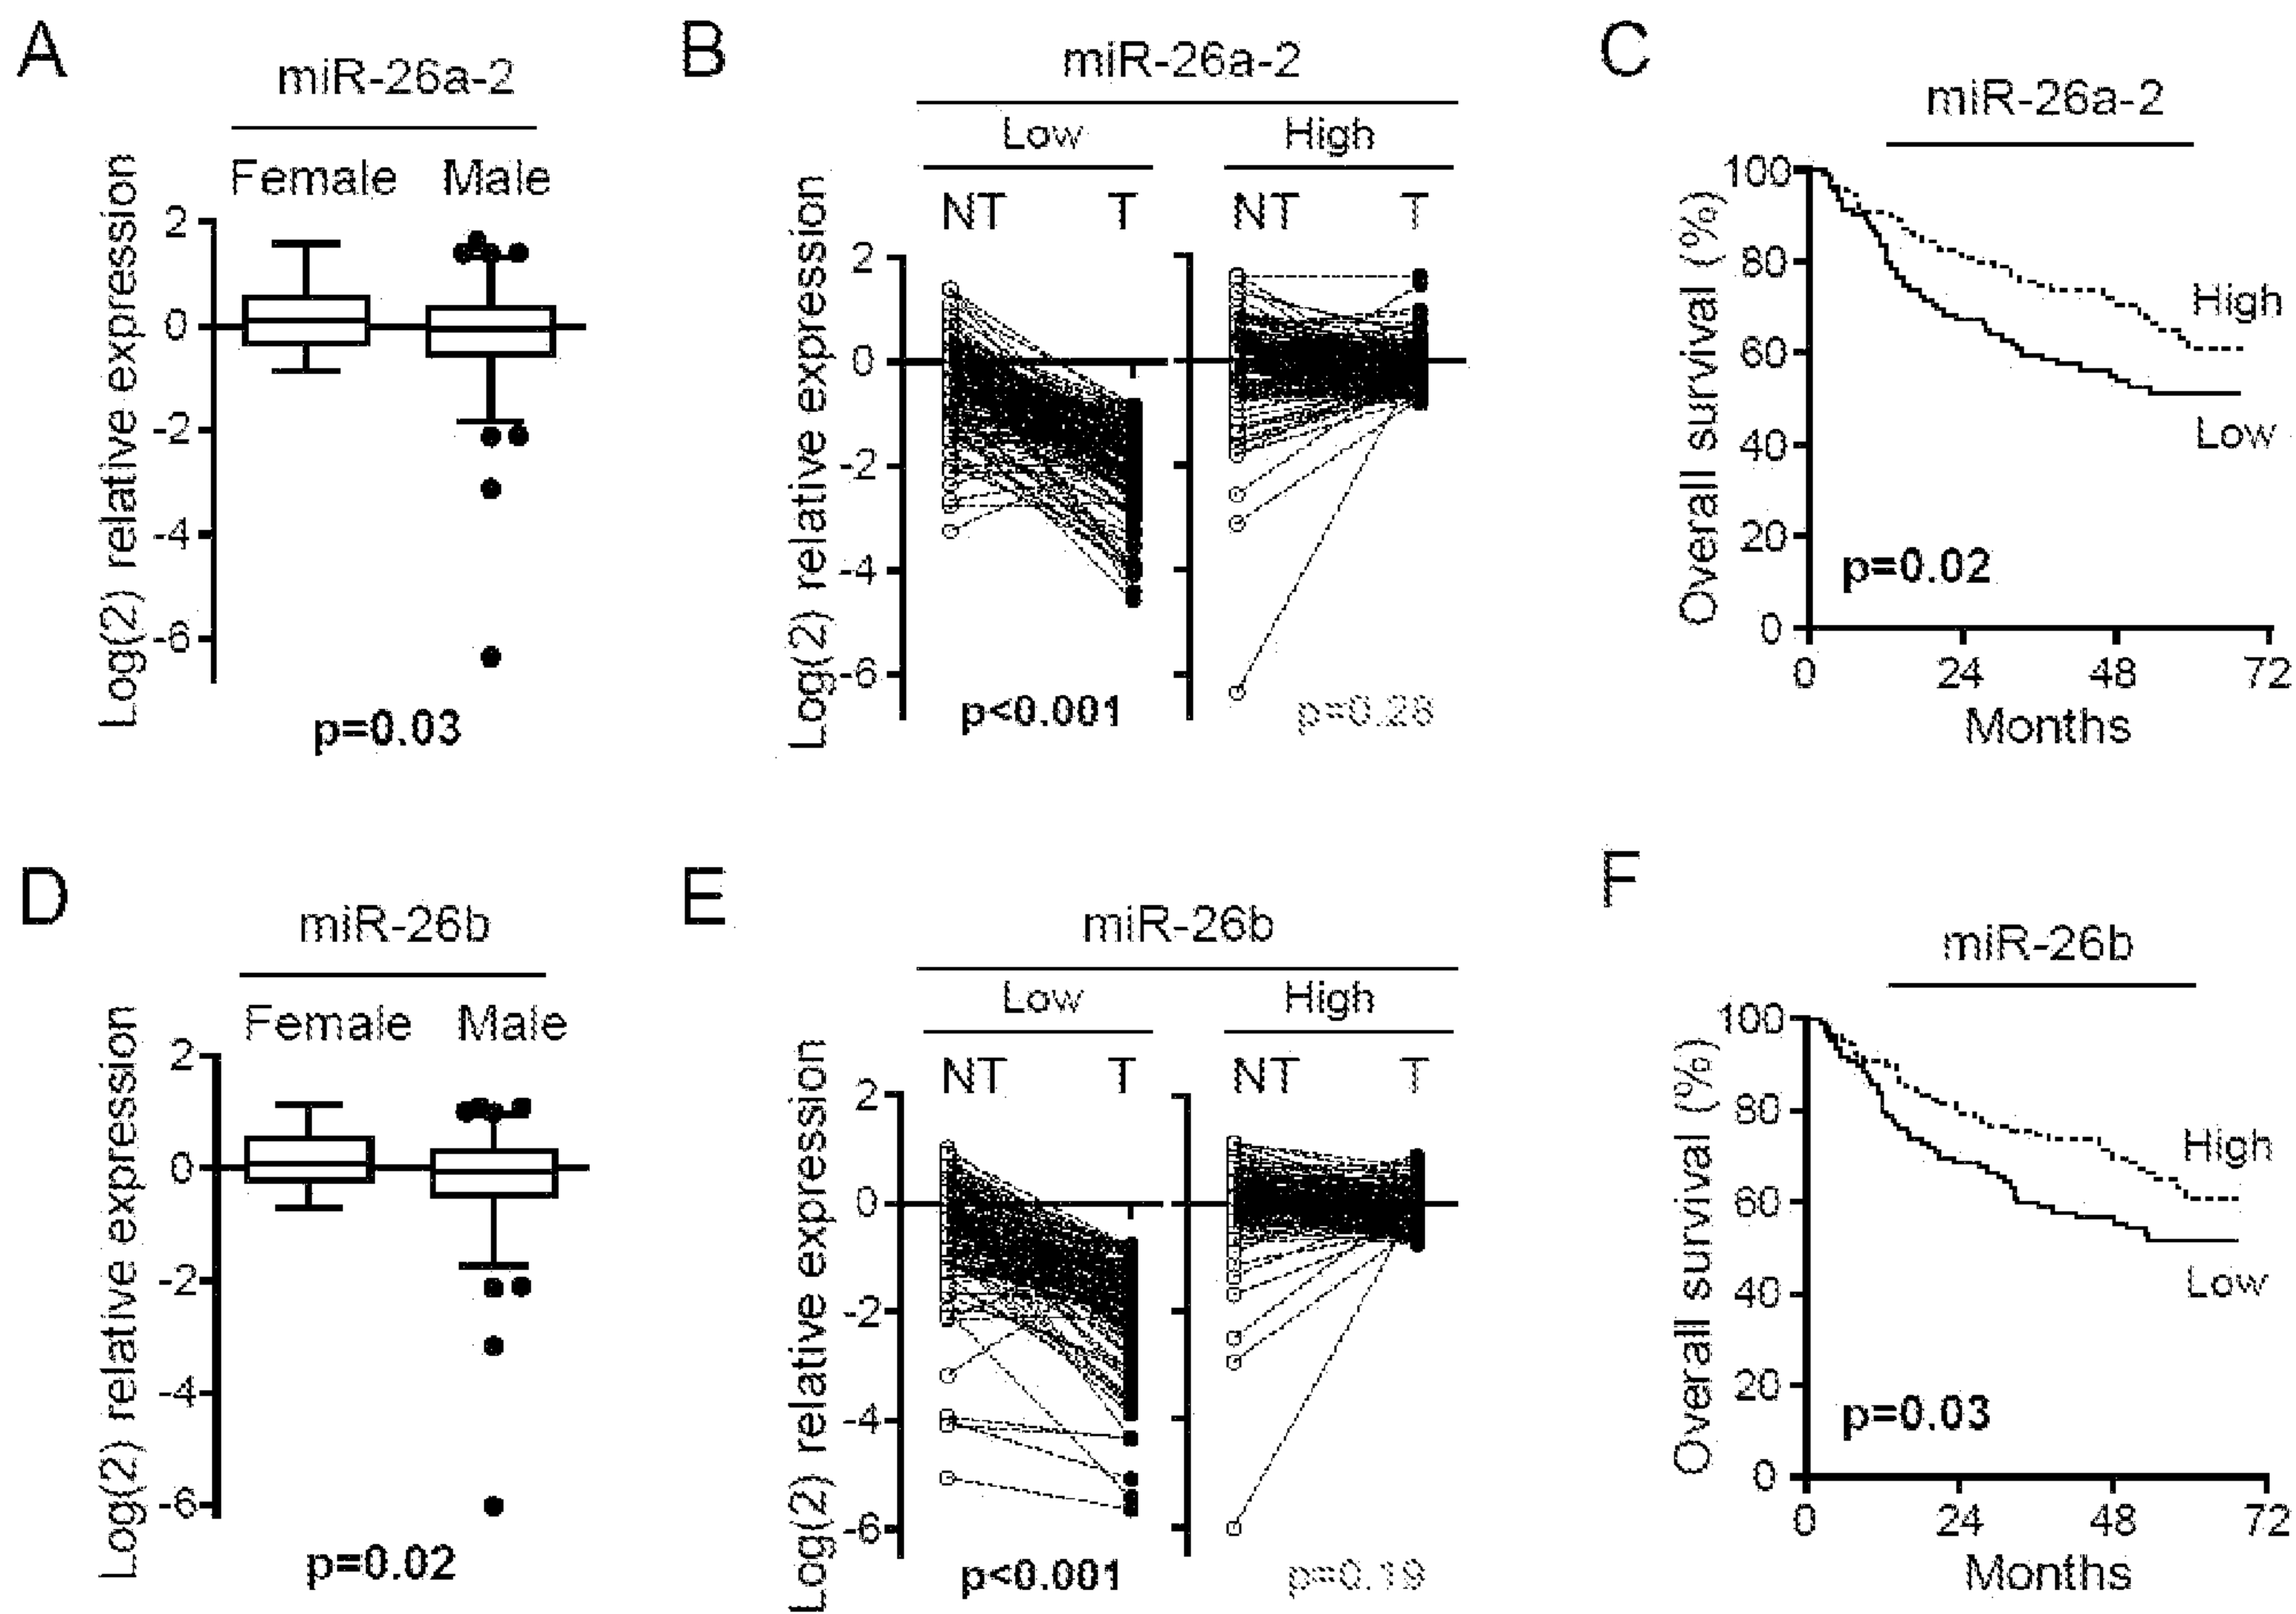 A
miR-26a-2
Female Male
Log(2) relative expression
2
0
-2
-4
-6
p=0.03
B
miR-26a-2
Low High
NT T NT T
Log(2) relative expression
2
0
-2
-4
-6
p<0.001 p=0.28
C
miR-26a-2
Overall survival (%)
100
80
60
40
20
0
High
Low
p=0.02
0 24 48 72
Months
D
miR-26b
Female Male
Log(2) relative expression
2
0
-2
-4
-6
p=0.02
E
miR-26b
Low High
NT T NT T
Log(2) relative expression
2
0
-2
-4
-6
p<0.001 p=0.19
F
miR-26b
Overall survival (%)
100
80
60
40
20
0
High
Low
p=0.03
0 24 48 72
Months